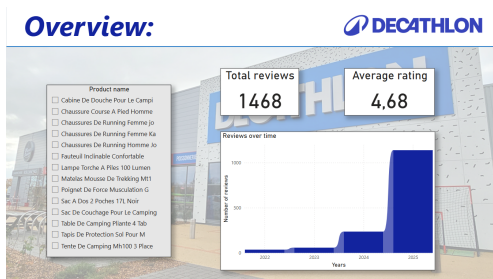 Overview:
DECATHLON
Product name
Cabine De Douche Pour Le Campi
Chaussure Course A Pied Homme
Chaussures De Running Femme Jo
Chaussures De Running Femme Ka
Chaussures De Running Homme Jo
Fauteuil Inclinable Confortable
Lampe Torche A Piles 100 Lumen
Matelas Mousse De Trekking Mt1
Poignet De Force Musculation G
Sac A Dos 2 Poches 17L Noir
Sac De Couchage Pour Le Camping
Table De Camping Pliante 4 Tab
Tapis De Protection Sol Pour M
Tente De Camping Mh100 3 Place
Total reviews
1468
Average rating
4,68
Reviews over time
Number of reviews
1000
500
0
2022
2023
2024
2025
Years